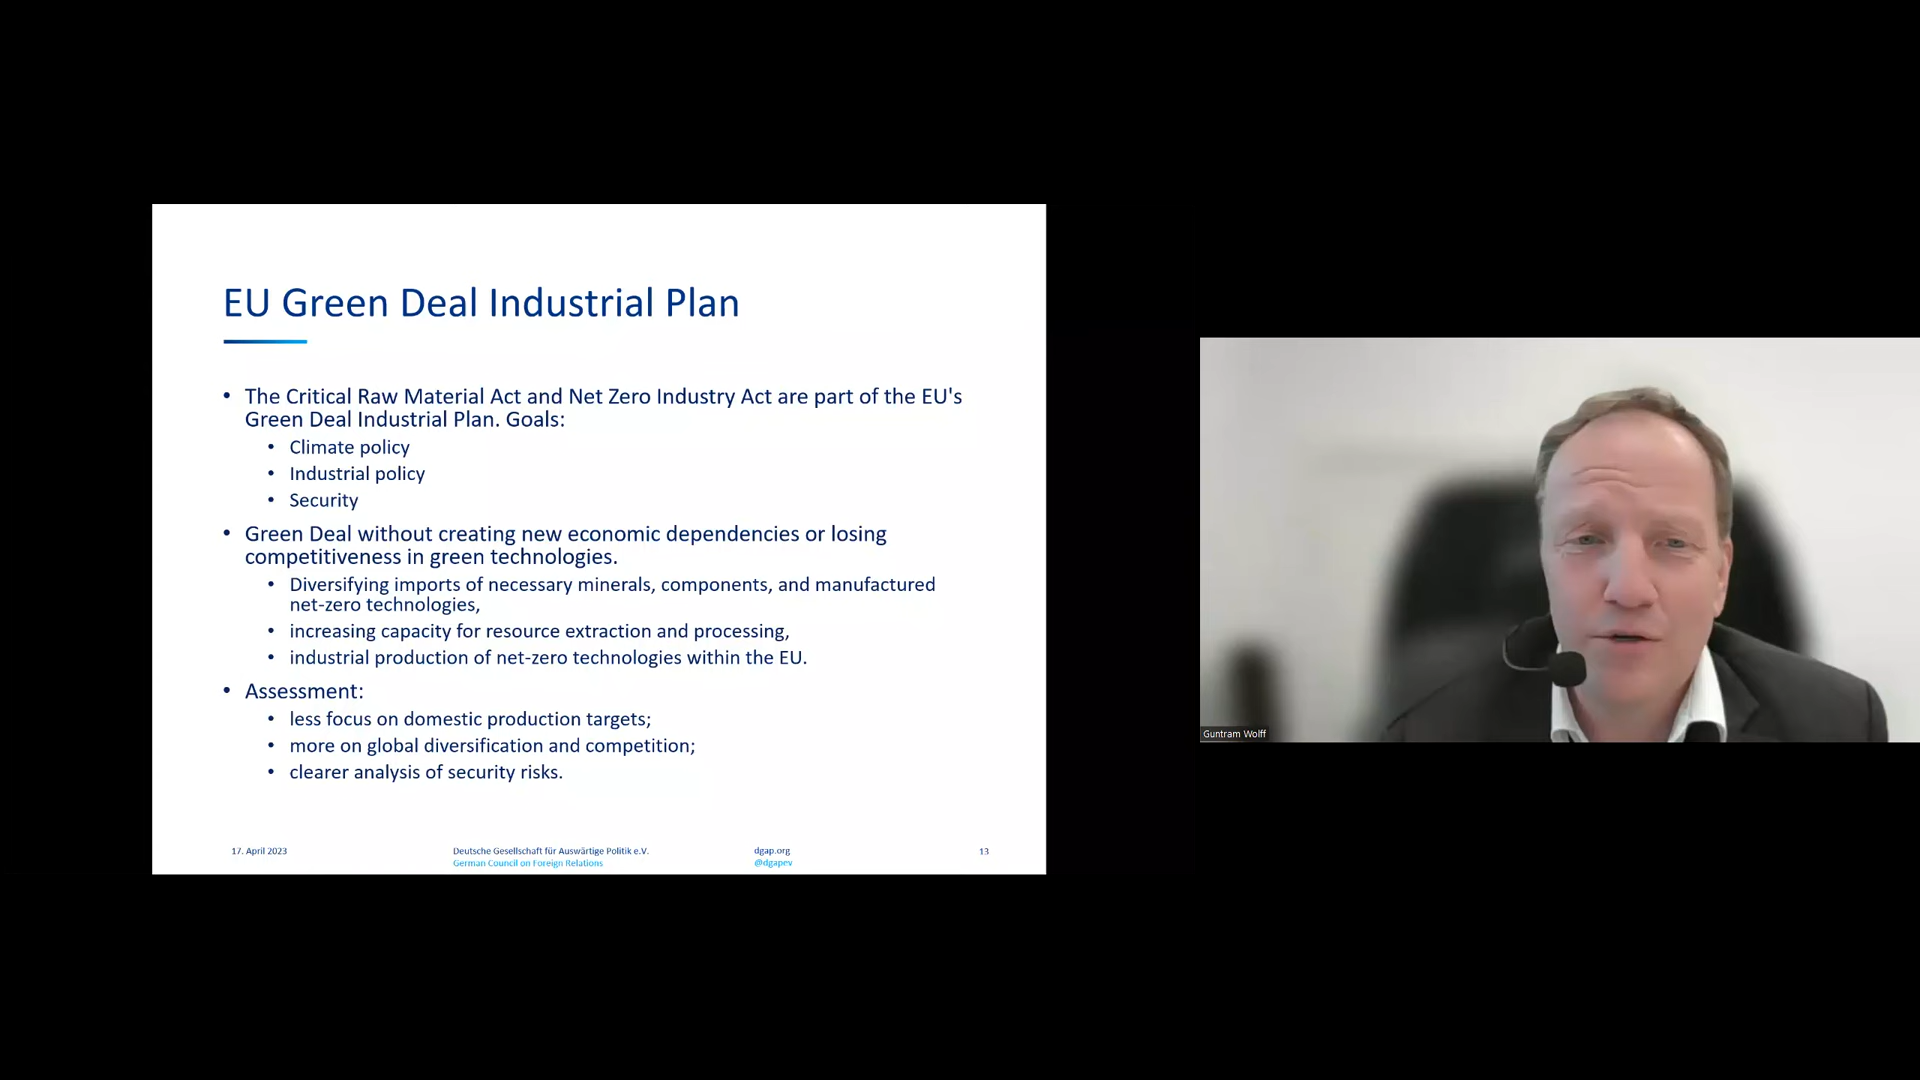 EU Green Deal Industrial Plan
• The Critical Raw Material Act and Net Zero Industry Act are part of the EU's
Green Deal Industrial Plan. Goals:
• Climate policy
• Industrial policy
• Security
• Green Deal without creating new economic dependencies or losing
competitiveness in green technologies.
• Diversifying imports of necessary minerals, components, and manufactured
net-zero technologies,
• increasing capacity for resource extraction and processing,
• industrial production of net-zero technologies within the EU.
• Assessment:
• less focus on domestic production targets;
• more on global diversification and competition;
• clearer analysis of security risks.
17. April 2023
Deutsche Gesellschaft für Auswärtige Politik e.V.
German Council on Foreign Relations
dgap.org
@dgapev
13
Guntram Wolff